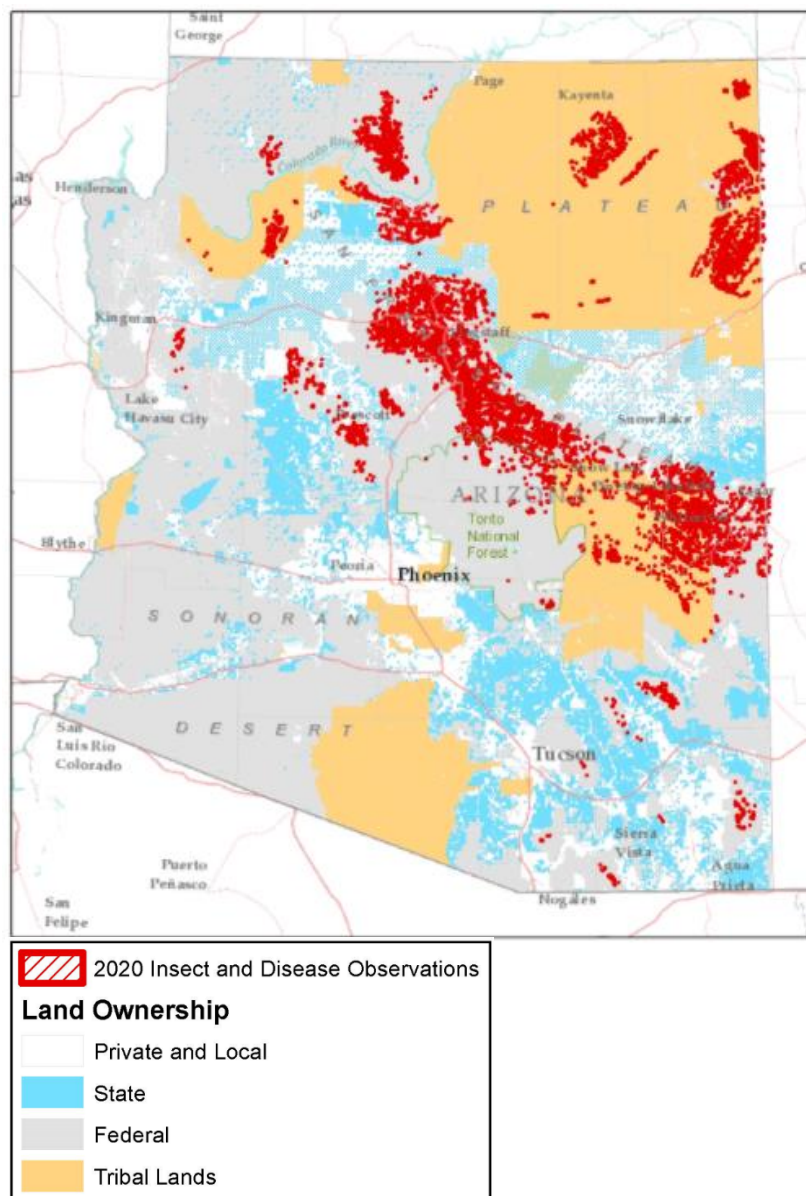 Saint
George
Page
Kayenta
Colorado River
Henderson
as
as
P L A T E A U
Kingman
Lake
Havasu City
Prescott
Snowflake
P L A T E A U
ARIZONA
Tonto
National
Forest
Blythe
Peoria
Phoenix
S O N O R A N
D E S E R T
San
Luis Rio
Colorado
Tucson
Sierra
Vista
Agua
Prieta
Puerto
Peñasco
Nogales
San
Felipe
2020 Insect and Disease Observations
Land Ownership
Private and Local
State
Federal
Tribal Lands